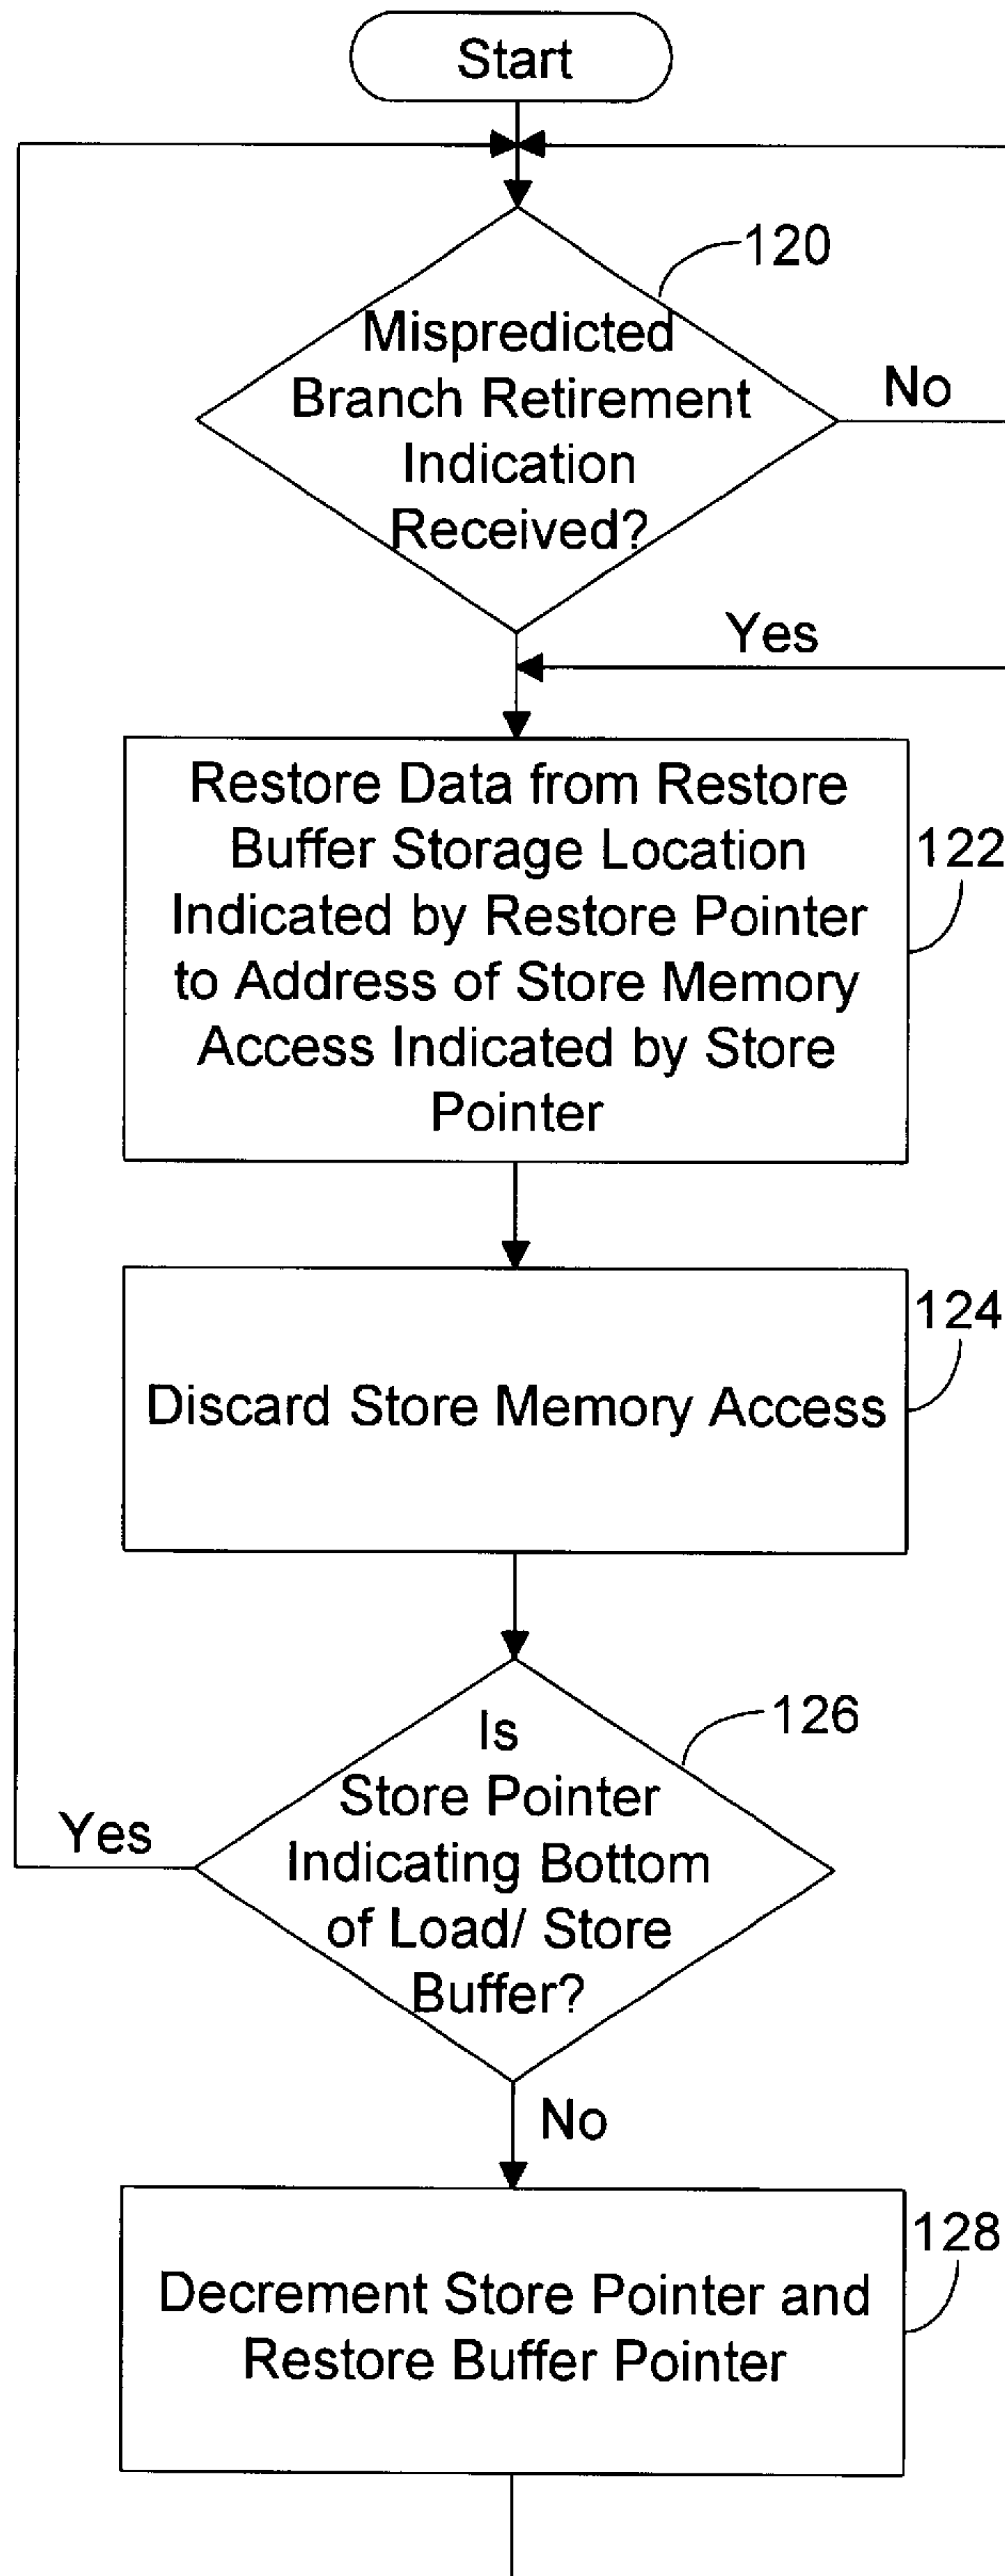 Start
120
Mispredicted
Branch Retirement
Indication
Received?
No
Yes
Restore Data from Restore
Buffer Storage Location
Indicated by Restore Pointer
to Address of Store Memory
Access Indicated by Store
Pointer
122
Discard Store Memory Access
124
126
Is
Store Pointer
Indicating Bottom
of Load/ Store
Buffer?
Yes
No
Decrement Store Pointer and
Restore Buffer Pointer
128